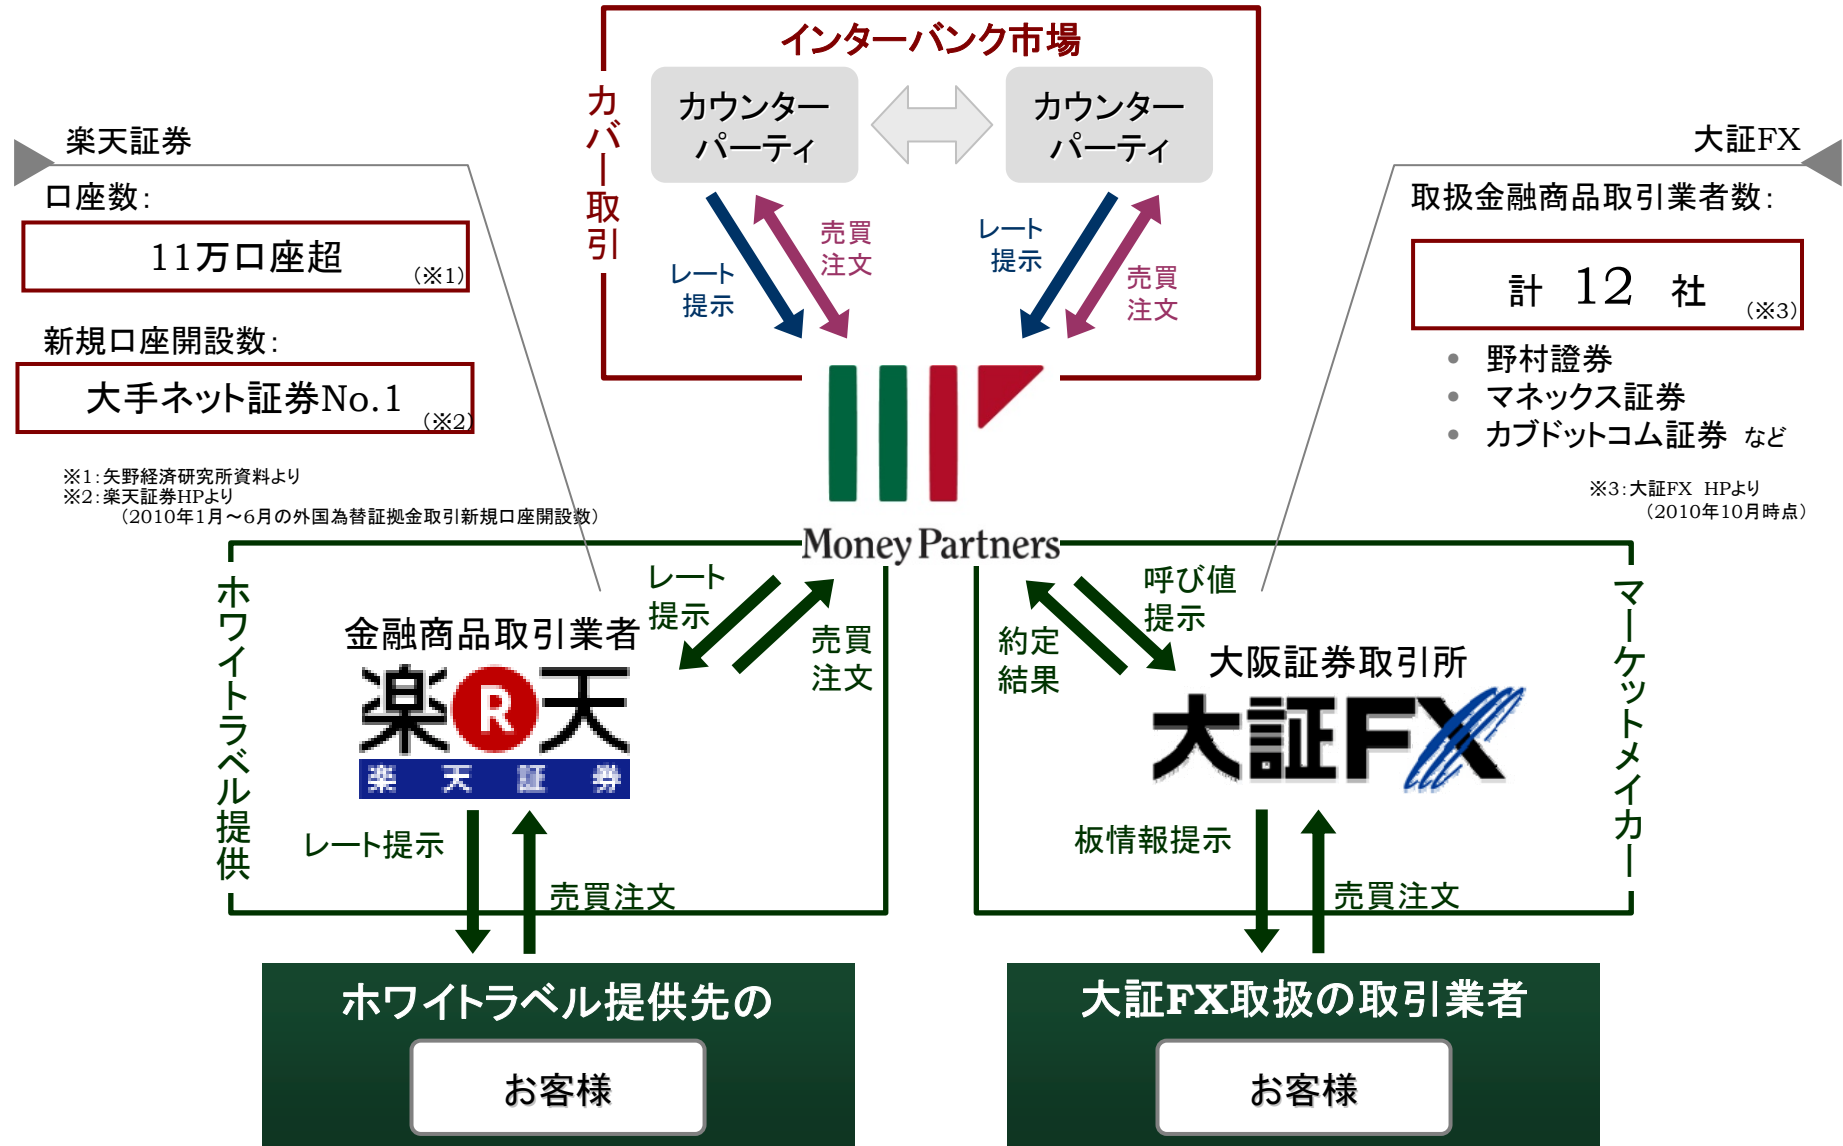 インターバンク市場
カバー取引
カウンター
パーティ
カウンター
パーティ
レート
提示
売買
注文
レート
提示
売買
注文
楽天証券
口座数:
11万口座超
(※1)
新規口座開設数:
大手ネット証券No.1
(※2)
※1:矢野経済研究所資料より
※2:楽天証券HPより
(2010年1月～6月の外国為替証拠金取引新規口座開設数)
大証FX
取扱金融商品取引業者数:
計 12 社
(※3)
• 野村證券
• マネックス証券
• カブドットコム証券 など
※3:大証FX HPより
(2010年10月時点)
Money Partners
ホワイトラベル提供
レート
提示
売買
注文
金融商品取引業者
楽R天
楽天証券
レート提示
売買注文
マーケットメイカー
呼び値
提示
約定
結果
大阪証券取引所
大証FX
板情報提示
売買注文
ホワイトラベル提供先の
お客様
大証FX取扱の取引業者
お客様